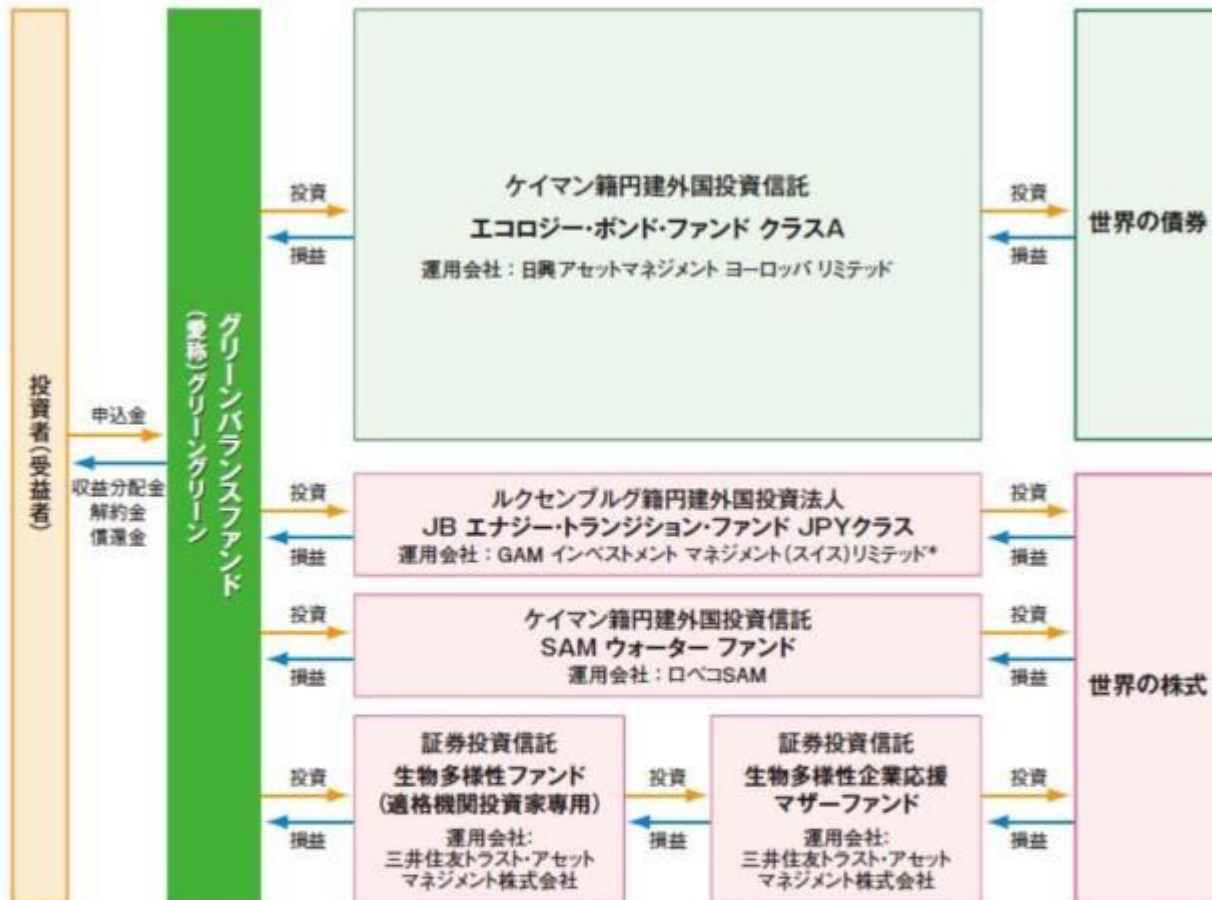 投資者(受益者)
申込金
収益分配金
解約金
償還金
グリーンバランスファンド
(愛称)グリーングリーン
投資
損益
ケイマン籍円建外国投資信託
エコロジー・ボンド・ファンド クラスA
運用会社：日興アセットマネジメント ヨーロッパ リミテッド
投資
損益
世界の債券
投資
損益
ルクセンブルグ籍円建外国投資法人
JB エナジー・トランジション・ファンド JPYクラス
運用会社：GAM インベストメント マネジメント(スイス)リミテッド*
投資
損益
投資
損益
ケイマン籍円建外国投資信託
SAM ウォーター ファンド
運用会社：ロベコSAM
投資
損益
世界の株式
投資
損益
証券投資信託
生物多様性ファンド
(適格機関投資家専用)
運用会社:
三井住友トラスト・アセット
マネジメント株式会社
投資
損益
証券投資信託
生物多様性企業応援
マザーファンド
運用会社:
三井住友トラスト・アセット
マネジメント株式会社
投資
損益